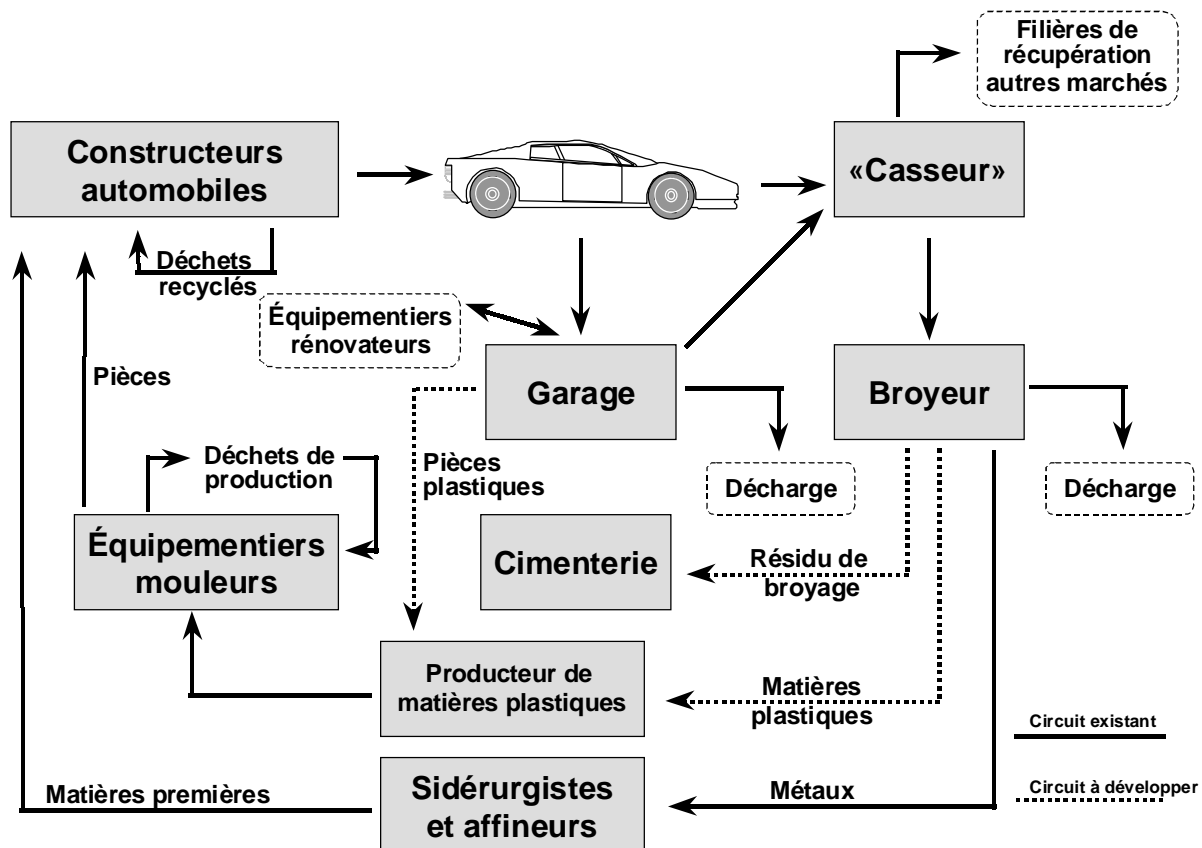 Filières de
récupération
autres marchés
Constructeurs
automobiles
«Casseur»
Déchets
recyclés
Équipementiers
rénovateurs
Pièces
Garage
Broyeur
Déchets de
production
Pièces
plastiques
Décharge
Décharge
Équipementiers
mouleurs
Cimenterie
Résidu de
broyage
Producteur de
matières plastiques
Matières
plastiques
Circuit existant
Matières premières
Sidérurgistes
et affineurs
Métaux
Circuit à développer